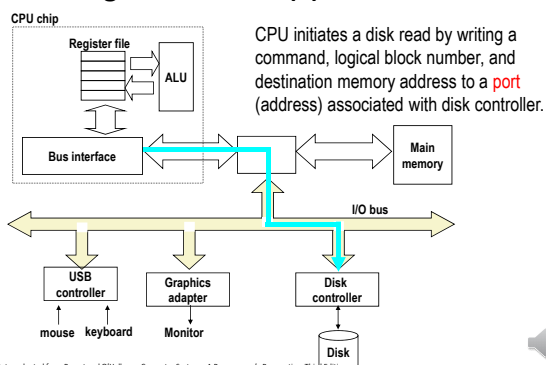 CPU chip
Register file
ALU
CPU initiates a disk read by writing a
command, logical block number, and
destination memory address to a port
(address) associated with disk controller.
Bus interface
Main
memory
I/O bus
USB
controller
Graphics
adapter
Disk
controller
mouse
keyboard
Monitor
Disk